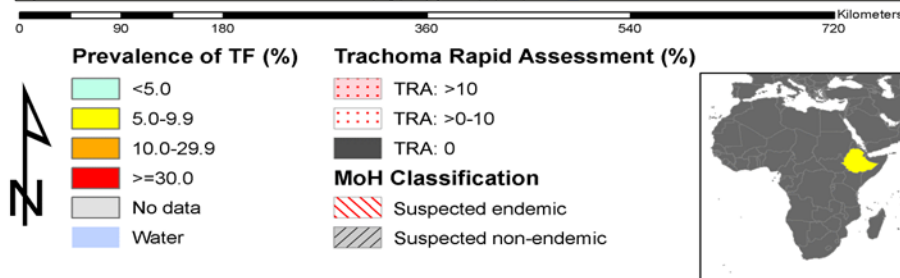 0 90 180 360 540 720 Kilometers
Prevalence of TF (%)
<5.0
5.0-9.9
10.0-29.9
>=30.0
No data
Water
N
Trachoma Rapid Assessment (%)
TRA: >10
TRA: >0-10
TRA: 0
MoH Classification
Suspected endemic
Suspected non-endemic